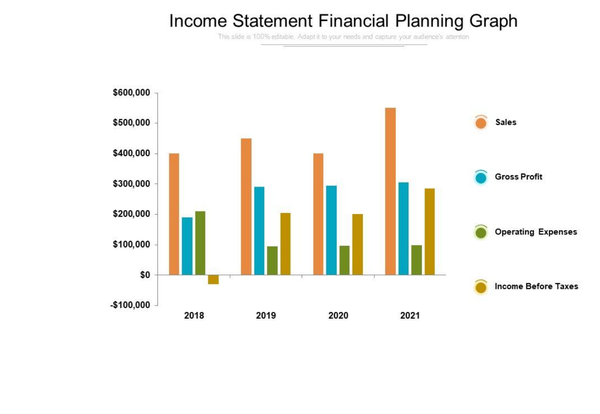 Income Statement Financial Planning Graph
This slide is 100% editable. Adapt it to your needs and capture your audience's attention
$600,000
$500,000
$400,000
$300,000
$200,000
$100,000
$0
-$100,000
2018 2019 2020 2021
Sales
Gross Profit
Operating Expenses
Income Before Taxes